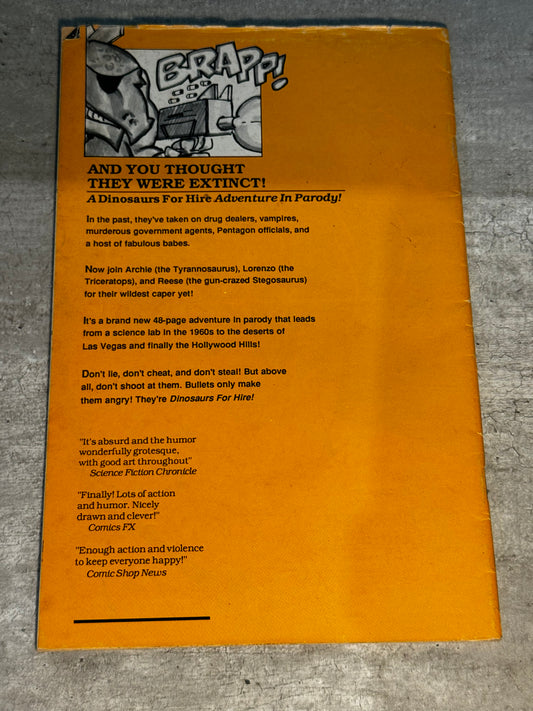 BRAPP!
AND YOU THOUGHT
THEY WERE EXTINCT!
A Dinosaurs For Hire Adventure In Parody!
In the past, they've taken on drug dealers, vampires,
murderous government agents, Pentagon officials, and
a host of fabulous babes.
Now join Archie (the Tyrannosaurus), Lorenzo (the
Triceratops), and Reese (the gun-crazed Stegosaurus)
for their wildest caper yet!
It's a brand new 48-page adventure in parody that leads
from a science lab in the 1960s to the deserts of
Las Vegas and finally the Hollywood Hills!
Don't lie, don't cheat, and don't steal! But above
all, don't shoot at them. Bullets only make
them angry! They're Dinosaurs For Hire!
"It's absurd and the humor
wonderfully grotesque,
with good art throughout"
Science Fiction Chronicle
"Finally! Lots of action
and humor. Nicely
drawn and clever!"
Comics FX
"Enough action and violence
to keep everyone happy!"
Comic Shop News